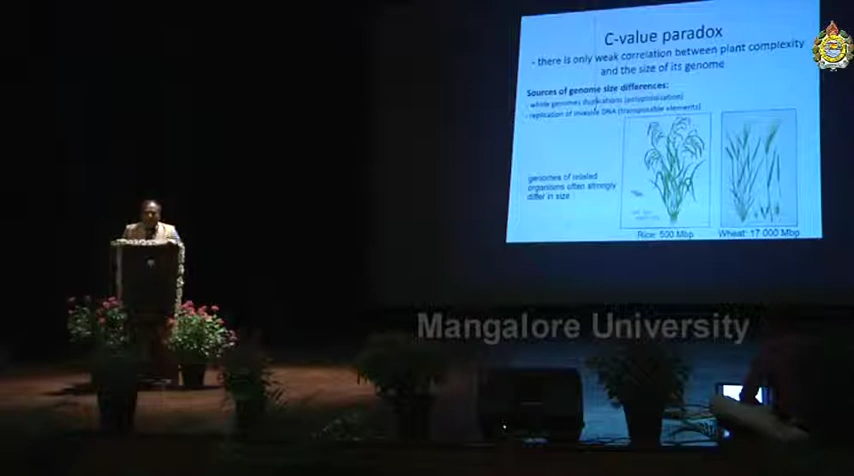 C-value paradox
- there is only weak correlation between plant complexity
and the size of its genome
Sources of genome size differences:
- whole genomes duplications (polyploidisation)
- replication of invasive DNA (transposable elements)
genomes of related
organisms often strongly
differ in size
Rice: 500 Mbp
Wheat: 17 000 Mbp
Mangalore University